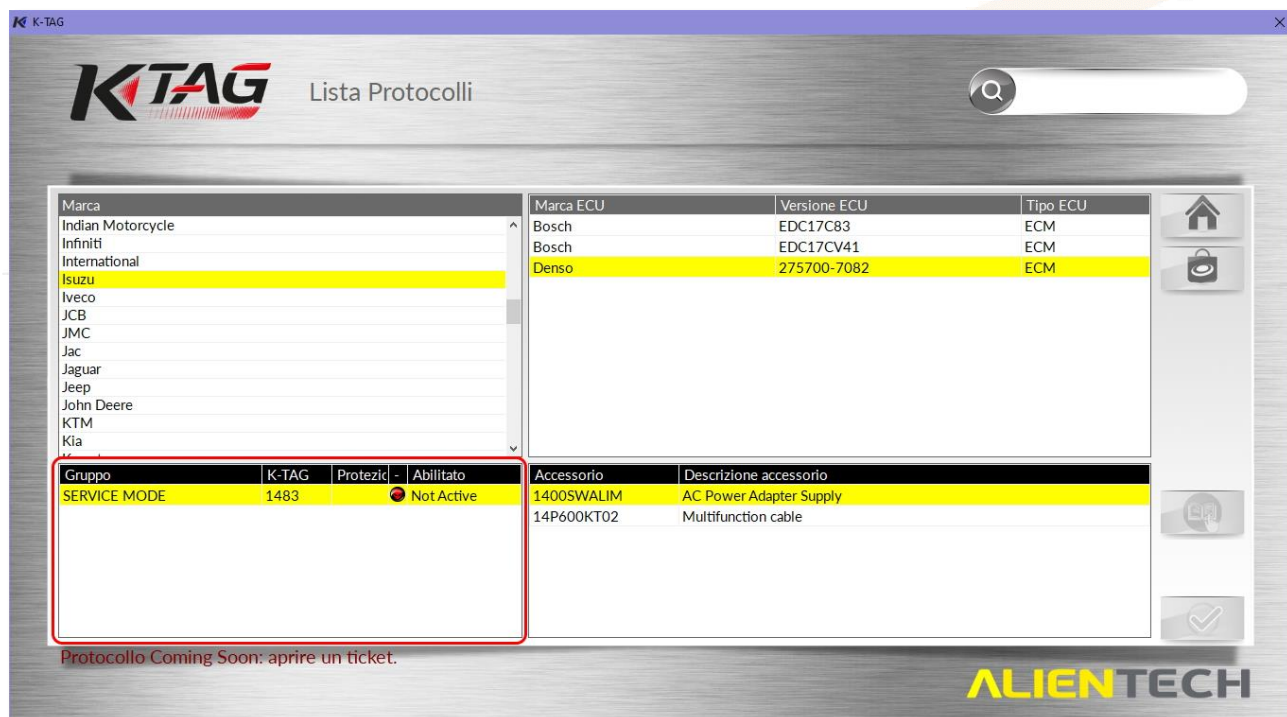 K-TAG
KTAG
Lista Protocolli
Marca
Indian Motorcycle
Infiniti
International
Isuzu
Iveco
JCB
JMC
Jac
Jaguar
Jeep
John Deere
KTM
Kia
Marca ECU Versione ECU Tipo ECU
Bosch EDC17C83 ECM
Bosch EDC17CV41 ECM
Denso 275700-7082 ECM
Gruppo K-TAG Protezic - Abilitato
SERVICE MODE 1483 Not Active
Accessorio Descrizione accessorio
1400SWALIM AC Power Adapter Supply
14P600KT02 Multifunction cable
Protocollo Coming Soon: aprire un ticket.
ALIENTECH